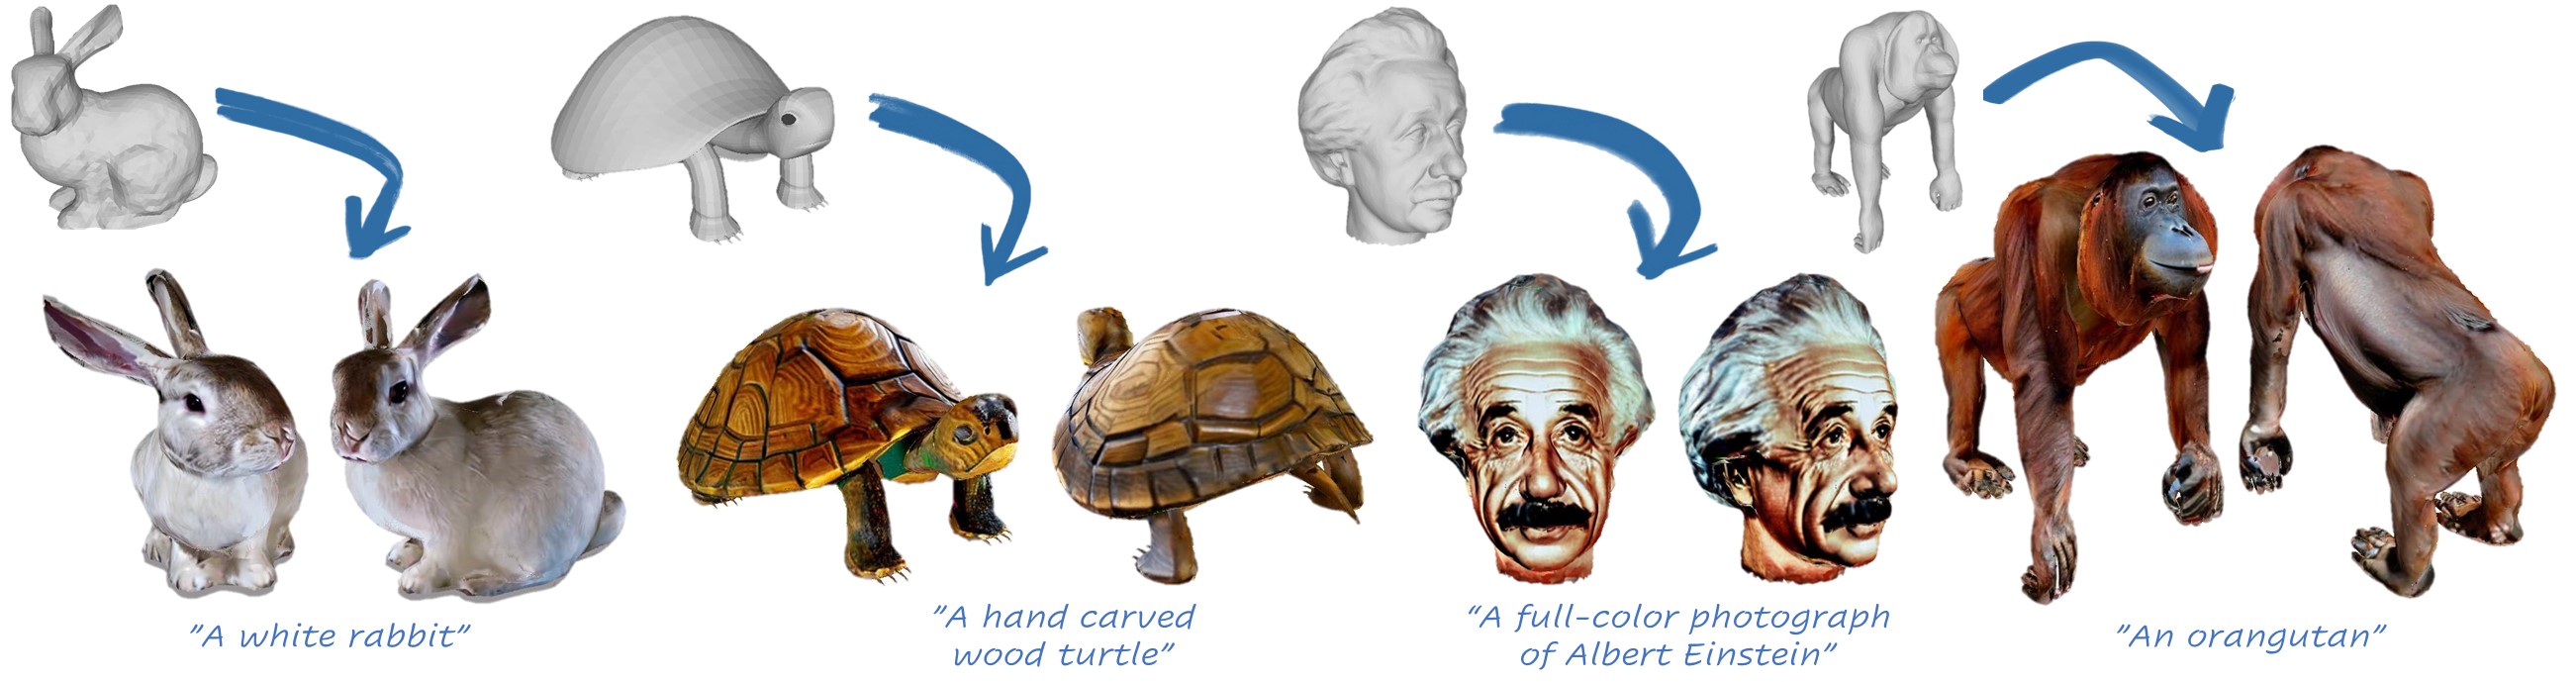 ”A white rabbit”
”A hand carved
wood turtle”
“A full-color photograph
of Albert Einstein”
”An orangutan”